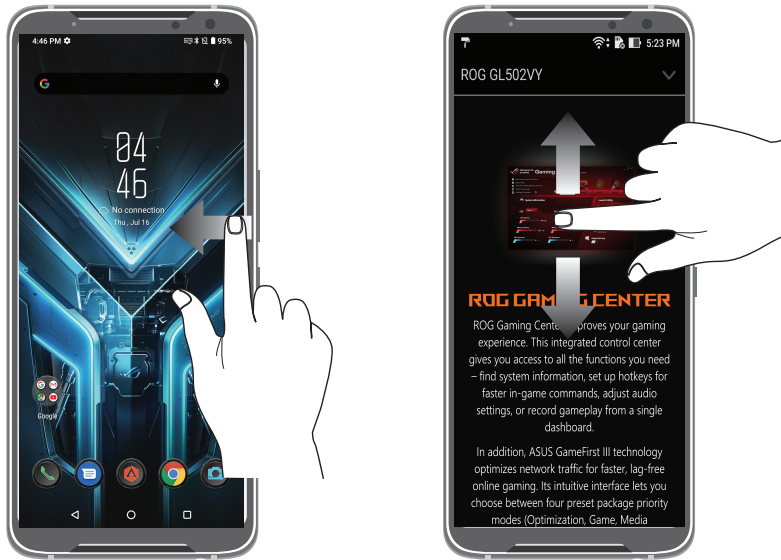 4:46 PM
95%
04
46
No connection
Thu, Jul 16
Google
5:23 PM
ROG GL502VY
Gaming
ROG GAM G CENTER
ROG Gaming Cente proves your gaming
experience. This integrated control center
gives you access to all the functions you need
– find system information, set up hotkeys for
faster in-game commands, adjust audio
settings, or record gameplay from a single
dashboard.
In addition, ASUS GameFirst III technology
optimizes network traffic for faster, lag-free
online gaming. Its intuitive interface lets you
choose between four preset package priority
modes (Optimization, Game, Media